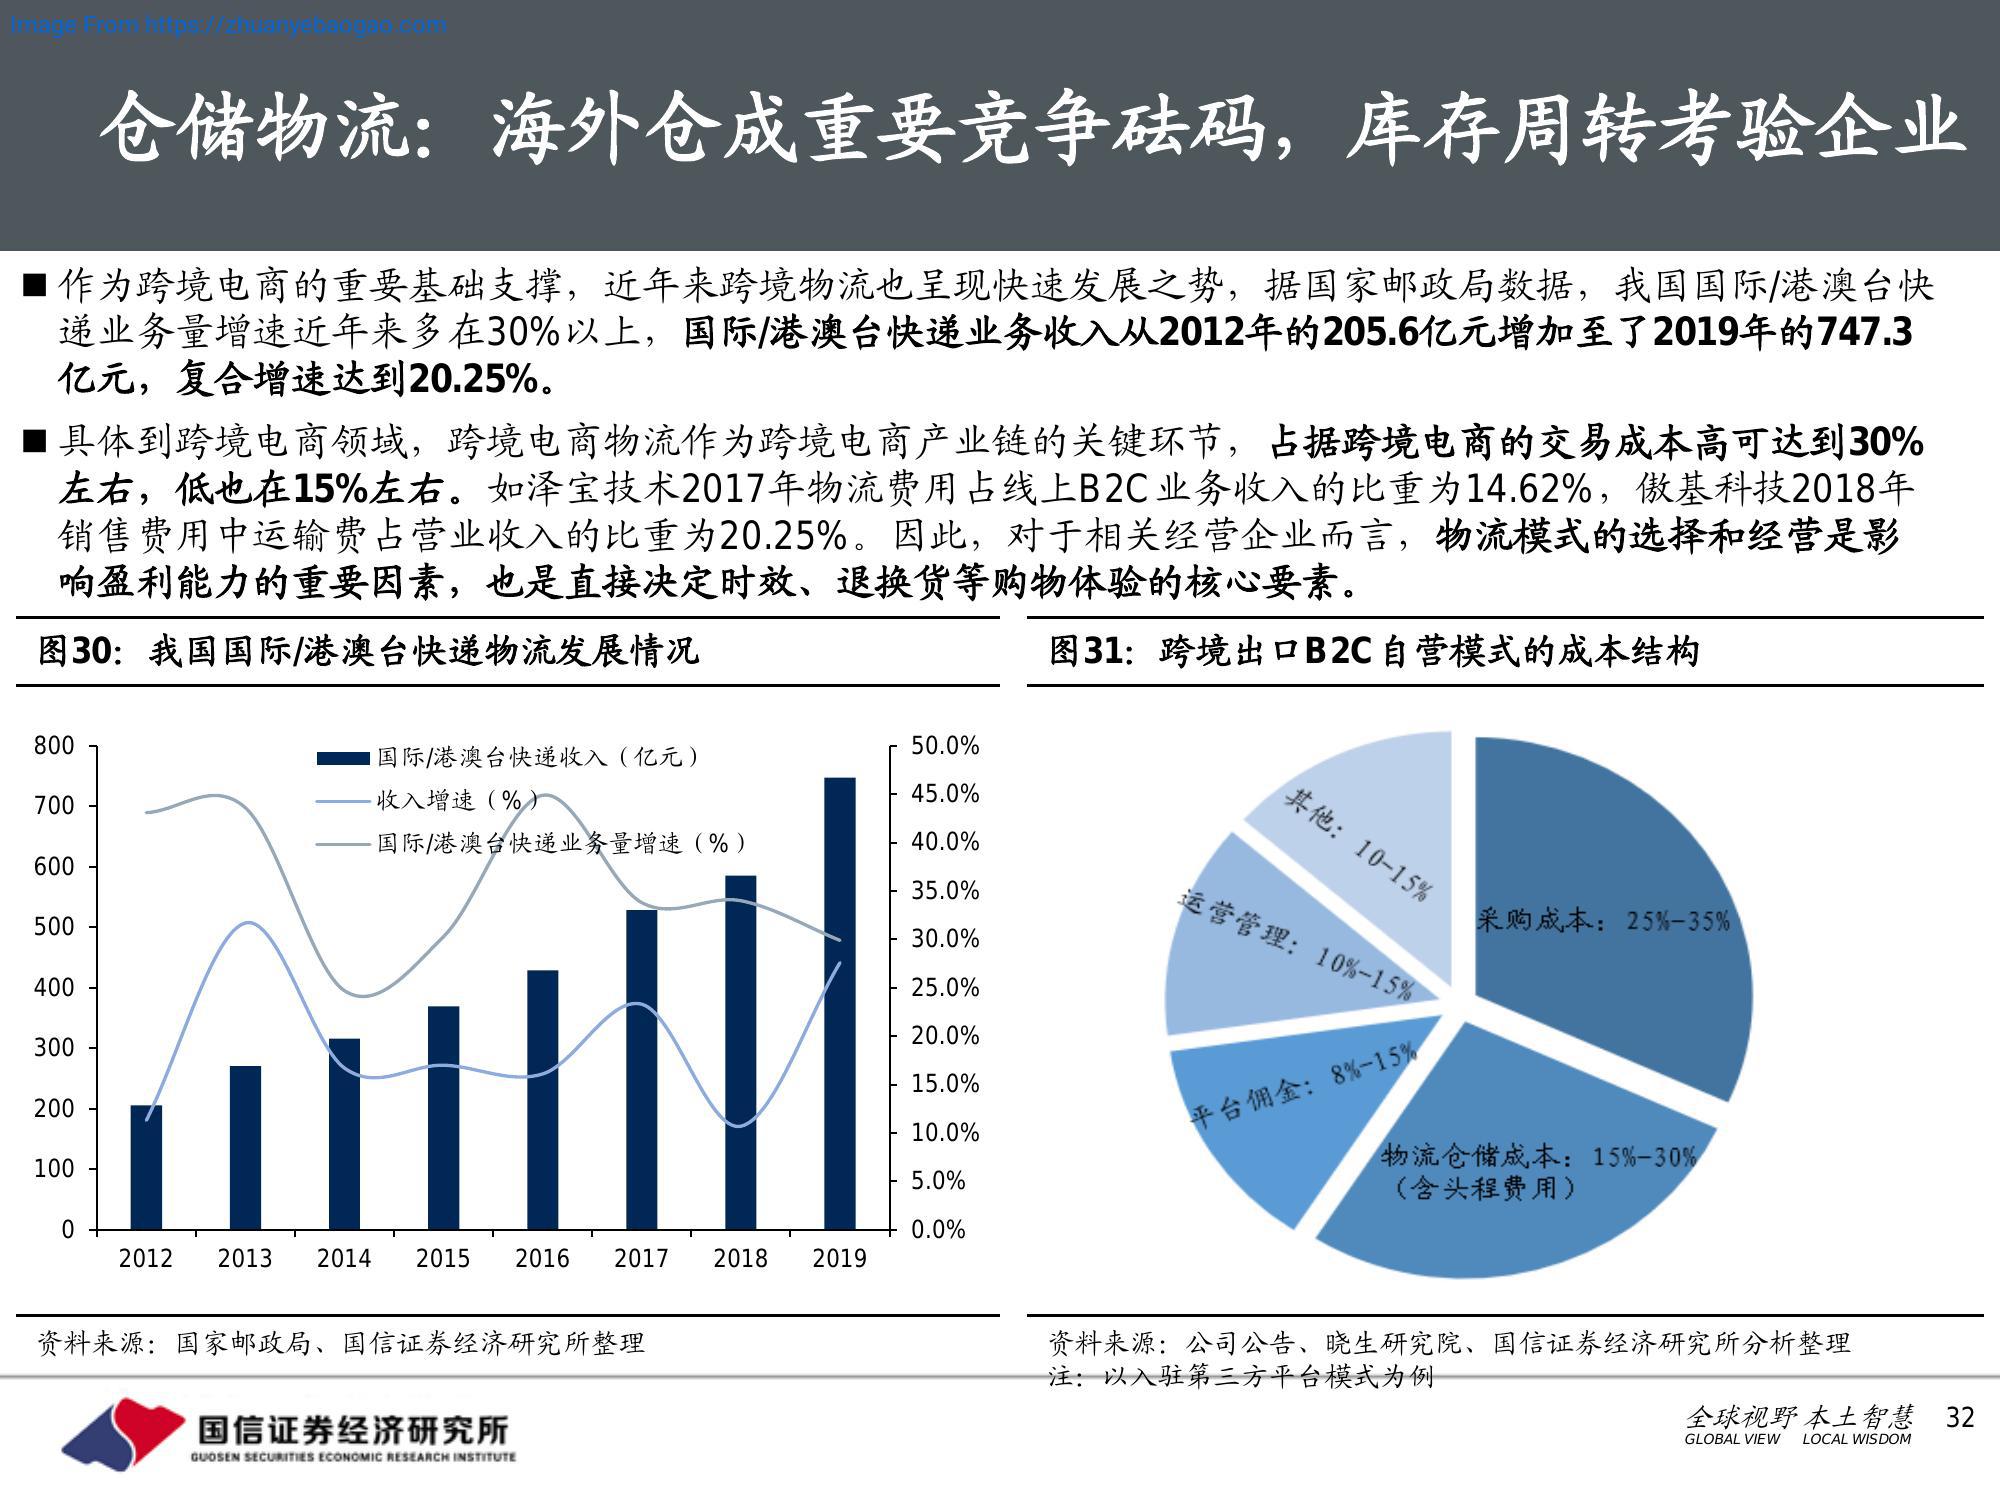 Image From https://zhuanyebaogao.com
仓储物流：海外仓成重要竞争砝码，库存周转考验企业
■作为跨境电商的重要基础支撑，近年来跨境物流也呈现快速发展之势，据国家邮政局数据，我国国际/港澳台快
递业务量增速近年来多在30%以上，国际/港澳台快递业务收入从2012年的205.6亿元增加至了2019年的747.3
亿元，复合增速达到20.25%。
■具体到跨境电商领域，跨境电商物流作为跨境电商产业链的关键环节，占据跨境电商的交易成本高可达到30%
左右，低也在15%左右。如泽宝技术2017年物流费用占线上B2C业务收入的比重为14.62%，傲基科技2018年
销售费用中运输费占营业收入的比重为20.25%。因此，对于相关经营企业而言，物流模式的选择和经营是影
响盈利能力的重要因素，也是直接决定时效、退换货等购物体验的核心要素。
图30：我国国际/港澳台快递物流发展情况
800
700
600
500
400
300
200
100
0
国际/港澳台快递收入（亿元）
收入增速（%）
国际/港澳台快递业务量增速（%）
50.0%
45.0%
40.0%
35.0%
30.0%
25.0%
20.0%
15.0%
10.0%
5.0%
0.0%
2012 2013 2014 2015 2016 2017 2018 2019
资料来源：国家邮政局、国信证券经济研究所整理
图31：跨境出口B2C自营模式的成本结构
其他：10-15%
采购成本：25%-35%
运营管理：10%-15%
平台佣金：8%-15%
物流仓储成本：15%-30%
（含头程费用）
资料来源：公司公告、晓生研究院、国信证券经济研究所分析整理
注：以入驻第三方平台模式为例
国信证券经济研究所
GUOSEN SECURITIES ECONOMIC RESEARCH INSTITUTE
全球视野 本土智慧
GLOBAL VIEW LOCAL WISDOM
32